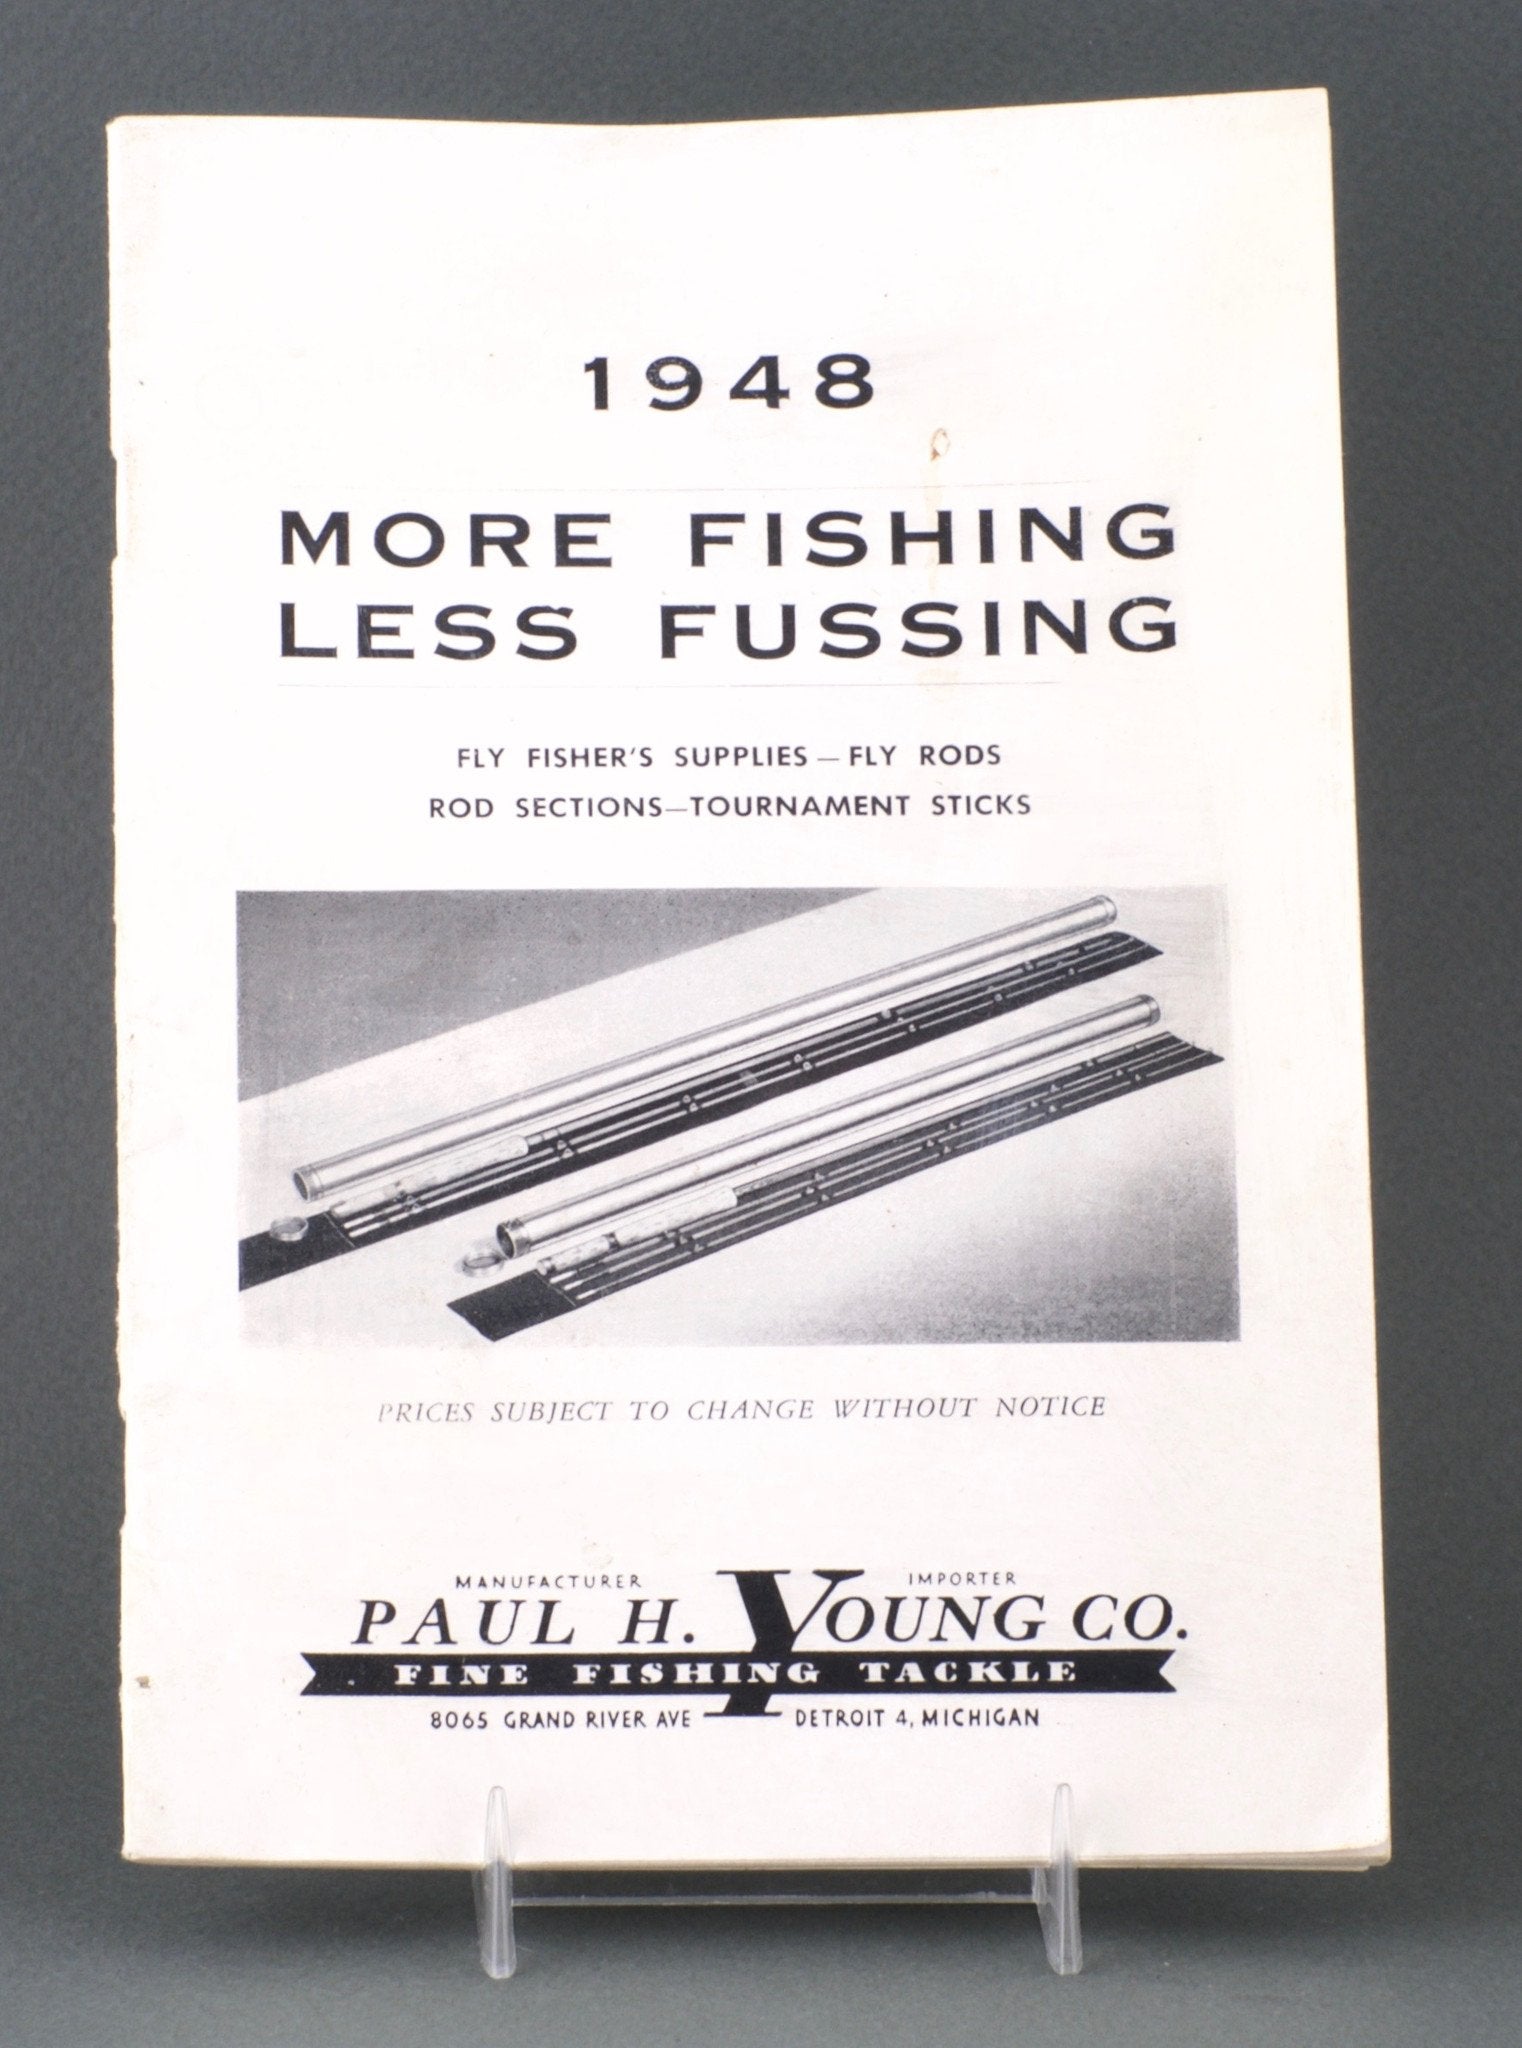 1948
MORE FISHING
LESS FUSSING
FLY FISHER'S SUPPLIES — FLY RODS
ROD SECTIONS—TOURNAMENT STICKS
PRICES SUBJECT TO CHANGE WITHOUT NOTICE
MANUFACTURER IMPORTER
PAUL H. YOUNG CO.
FINE FISHING TACKLE
8065 GRAND RIVER AVE DETROIT 4, MICHIGAN